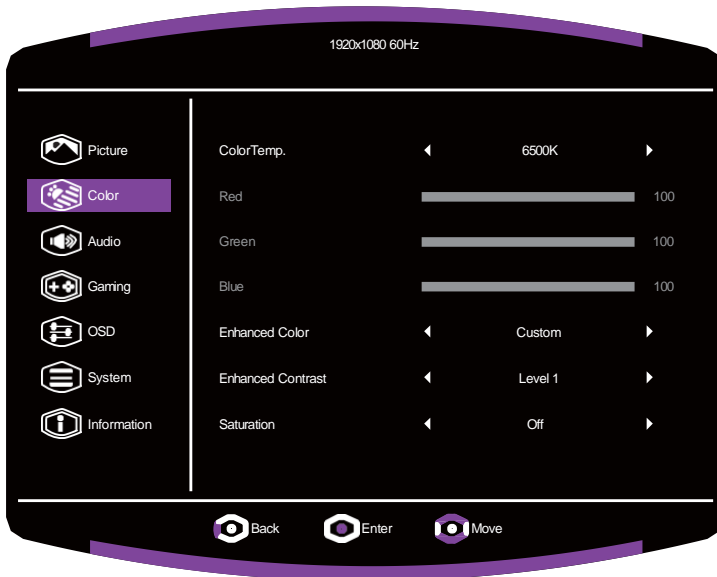 1920x1080 60Hz
Picture
Color
Audio
Gaming
OSD
System
Information
ColorTemp. 6500K
Red 100
Green 100
Blue 100
Enhanced Color Custom
Enhanced Contrast Level 1
Saturation Off
Back Enter Move